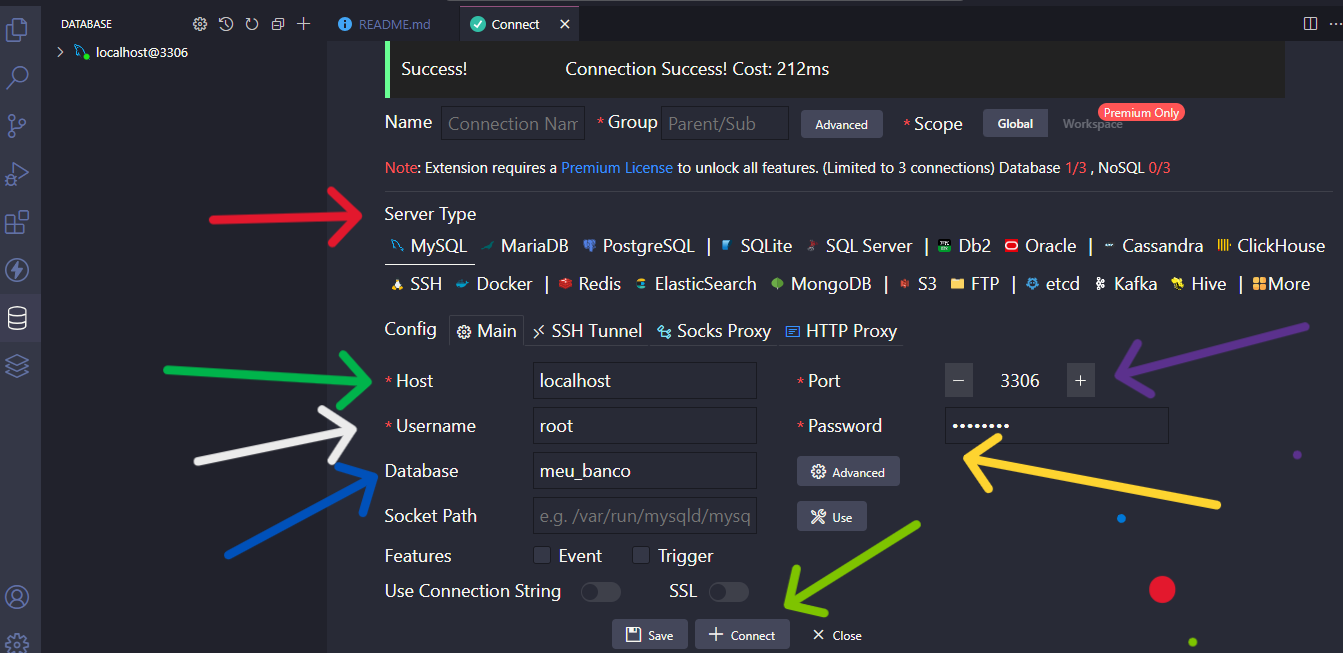 DATABASE
localhost@3306
README.md
Connect
Success! Connection Success! Cost: 212ms
Name Connection Nam * Group Parent/Sub Advanced * Scope Global Workspace Premium Only
Note: Extension requires a Premium License to unlock all features. (Limited to 3 connections) Database 1/3 , NoSQL 0/3
Server Type
MySQL MariaDB PostgreSQL | SQLite SQL Server | Db2 Oracle | Cassandra ClickHouse
SSH Docker | Redis ElasticSearch MongoDB | S3 FTP | etcd Kafka Hive | More
Config Main SSH Tunnel Socks Proxy HTTP Proxy
* Host localhost * Port 3306
* Username root * Password ••••••••
Database meu_banco Advanced
Socket Path e.g. /var/run/mysqld/mysq Use
Features Event Trigger
Use Connection String SSL
Save Connect Close